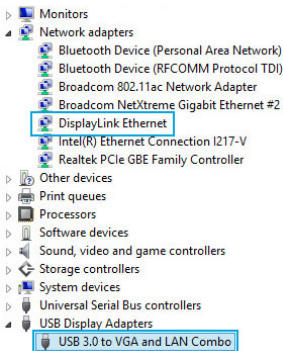 Monitors
Network adapters
Bluetooth Device (Personal Area Network)
Bluetooth Device (RFCOMM Protocol TDI)
Broadcom 802.11ac Network Adapter
Broadcom NetXtreme Gigabit Ethernet #2
DisplayLink Ethernet
Intel(R) Ethernet Connection I217-V
Realtek PCIe GBE Family Controller
Other devices
Print queues
Processors
Software devices
Sound, video and game controllers
Storage controllers
System devices
Universal Serial Bus controllers
USB Display Adapters
USB 3.0 to VGA and LAN Combo